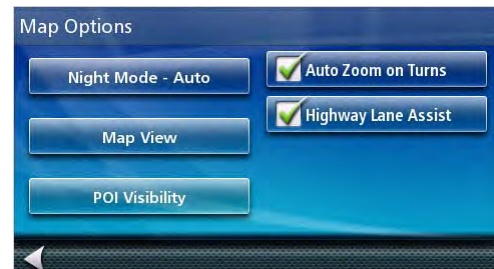 Map Options
Night Mode - Auto
Map View
POI Visibility
Auto Zoom on Turns
Highway Lane Assist